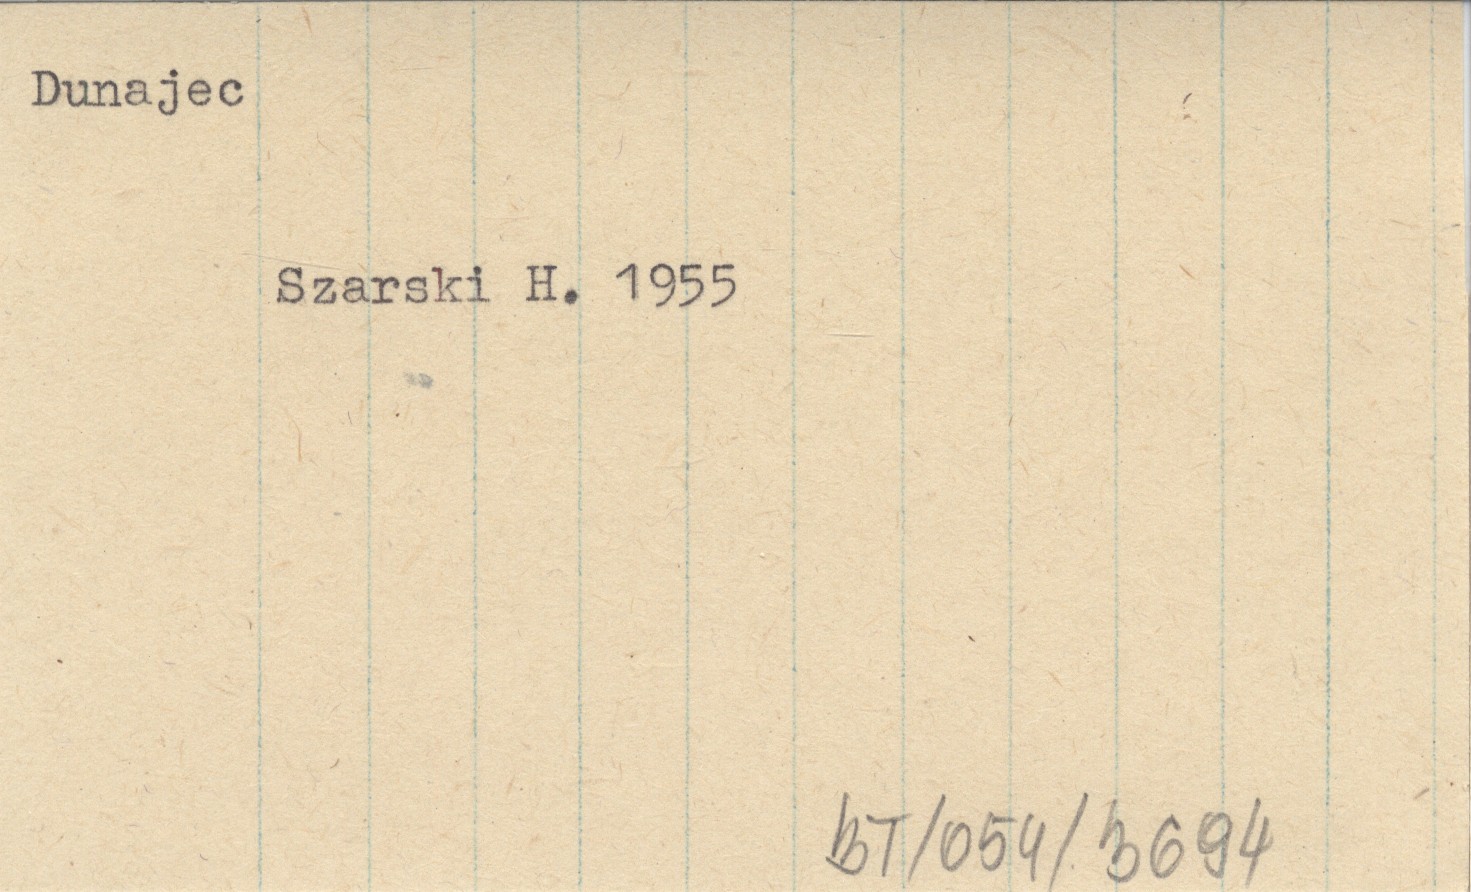 Dunajec
Szarski H. 1955
BT/054/3694